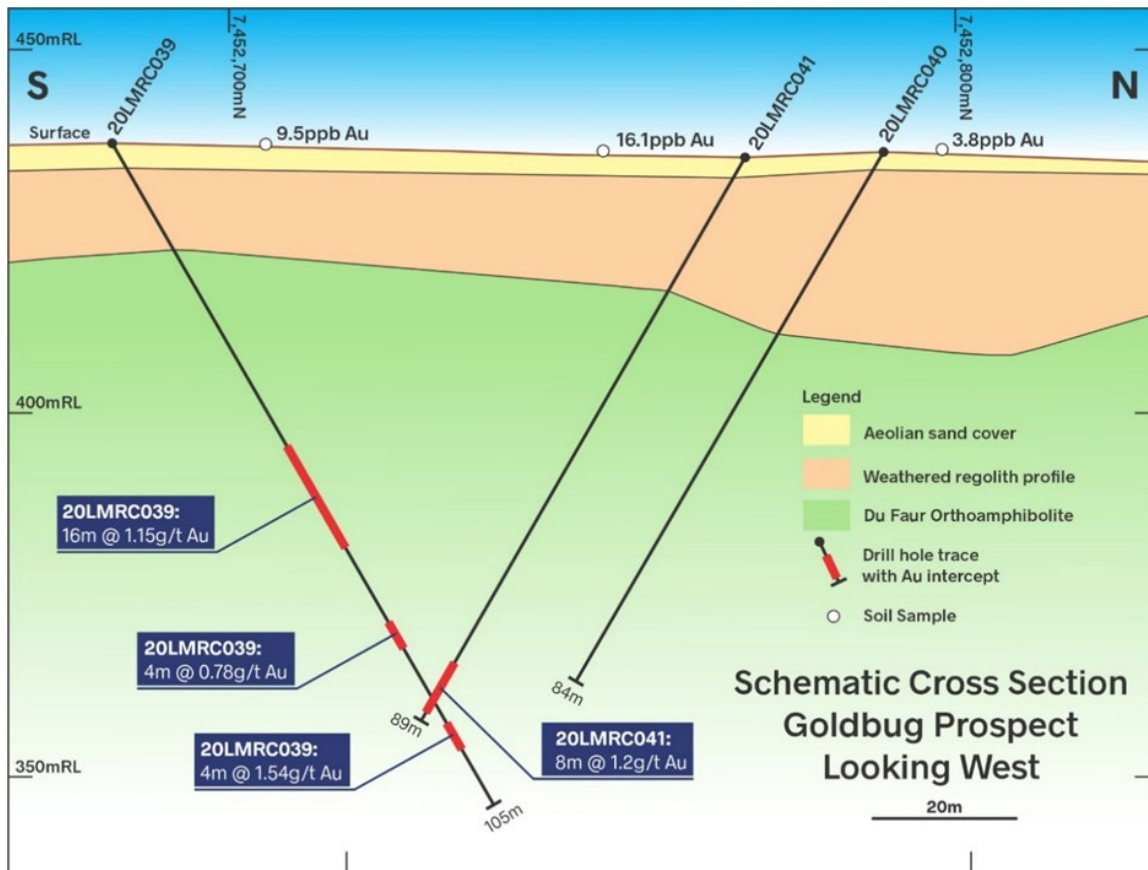 450mRL
7,452,700mN
7,452,800mN
S
N
20LMRC039
20LMRC041
20LMRC040
Surface
9.5ppb Au
16.1ppb Au
3.8ppb Au
400mRL
Legend
Aeolian sand cover
Weathered regolith profile
Du Faur Orthoamphibolite
Drill hole trace
with Au intercept
Soil Sample
20LMRC039:
16m @ 1.15g/t Au
20LMRC039:
4m @ 0.78g/t Au
84m
89m
20LMRC039:
4m @ 1.54g/t Au
20LMRC041:
8m @ 1.2g/t Au
350mRL
105m
Schematic Cross Section
Goldbug Prospect
Looking West
20m